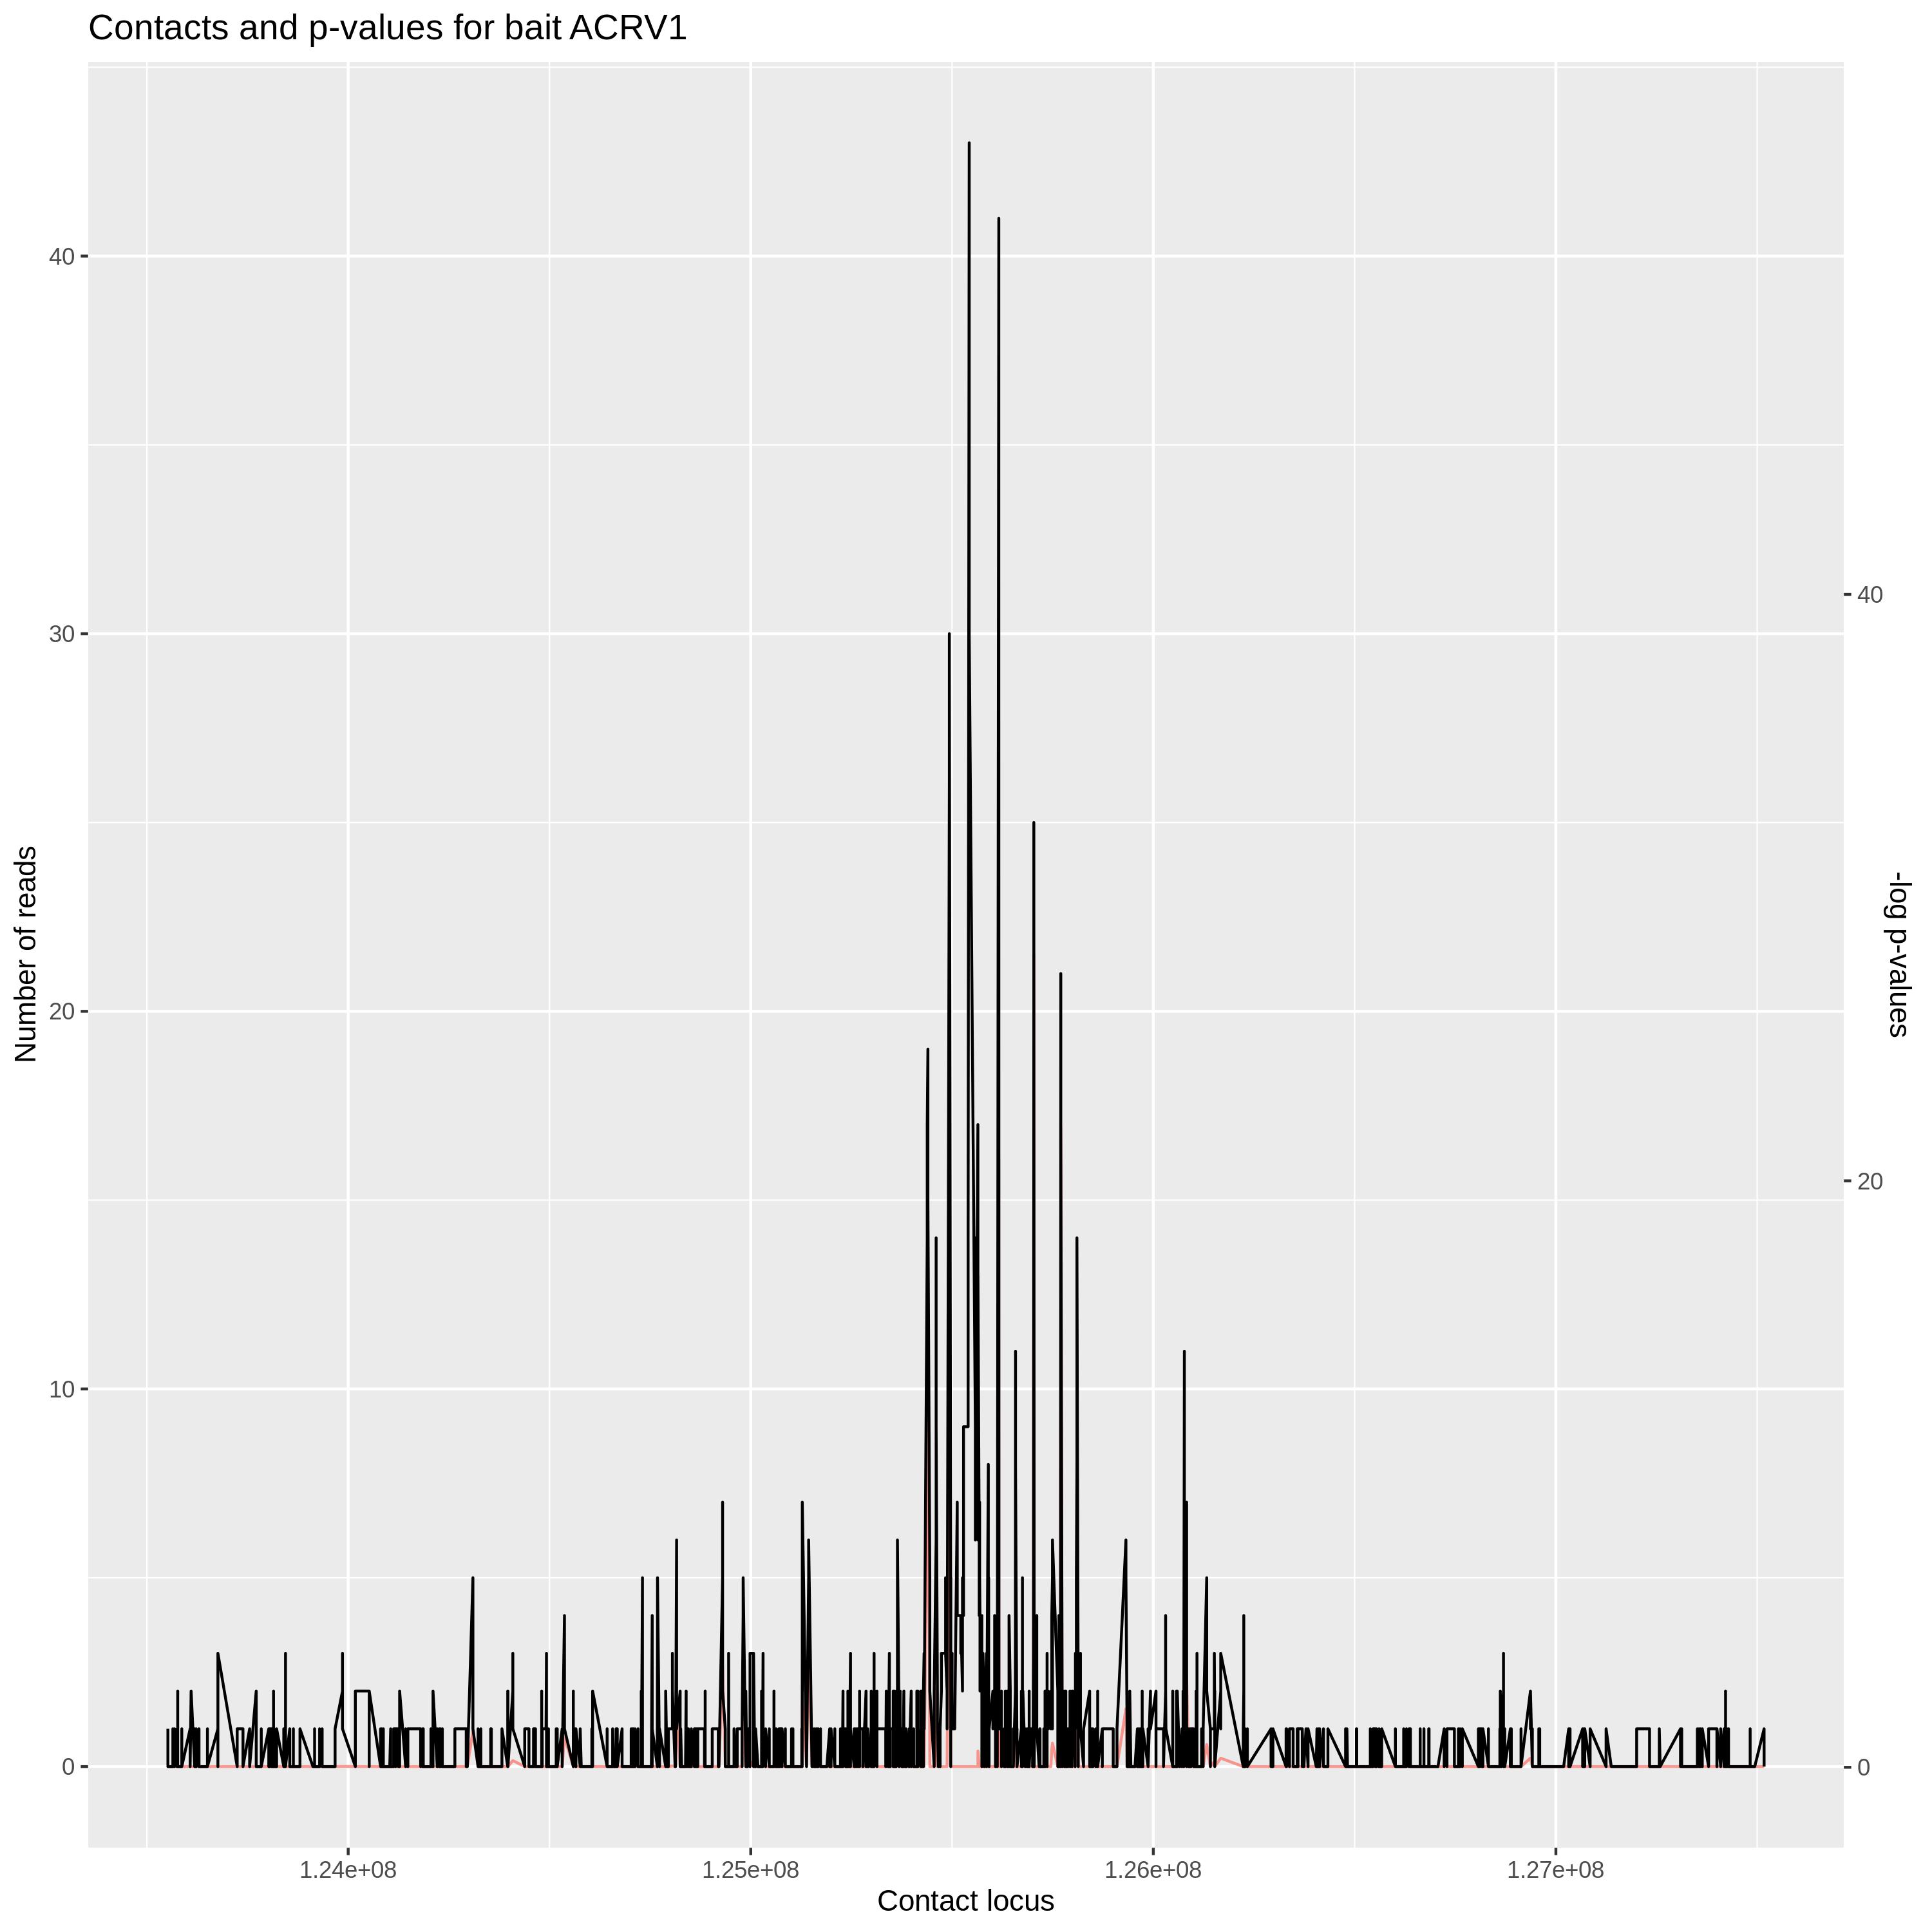 Contacts and p-values for bait ACRV1
Number of reads
40
30
20
10
0
40
20
0
-log p-values
1.24e+08 1.25e+08 1.26e+08 1.27e+08
Contact locus